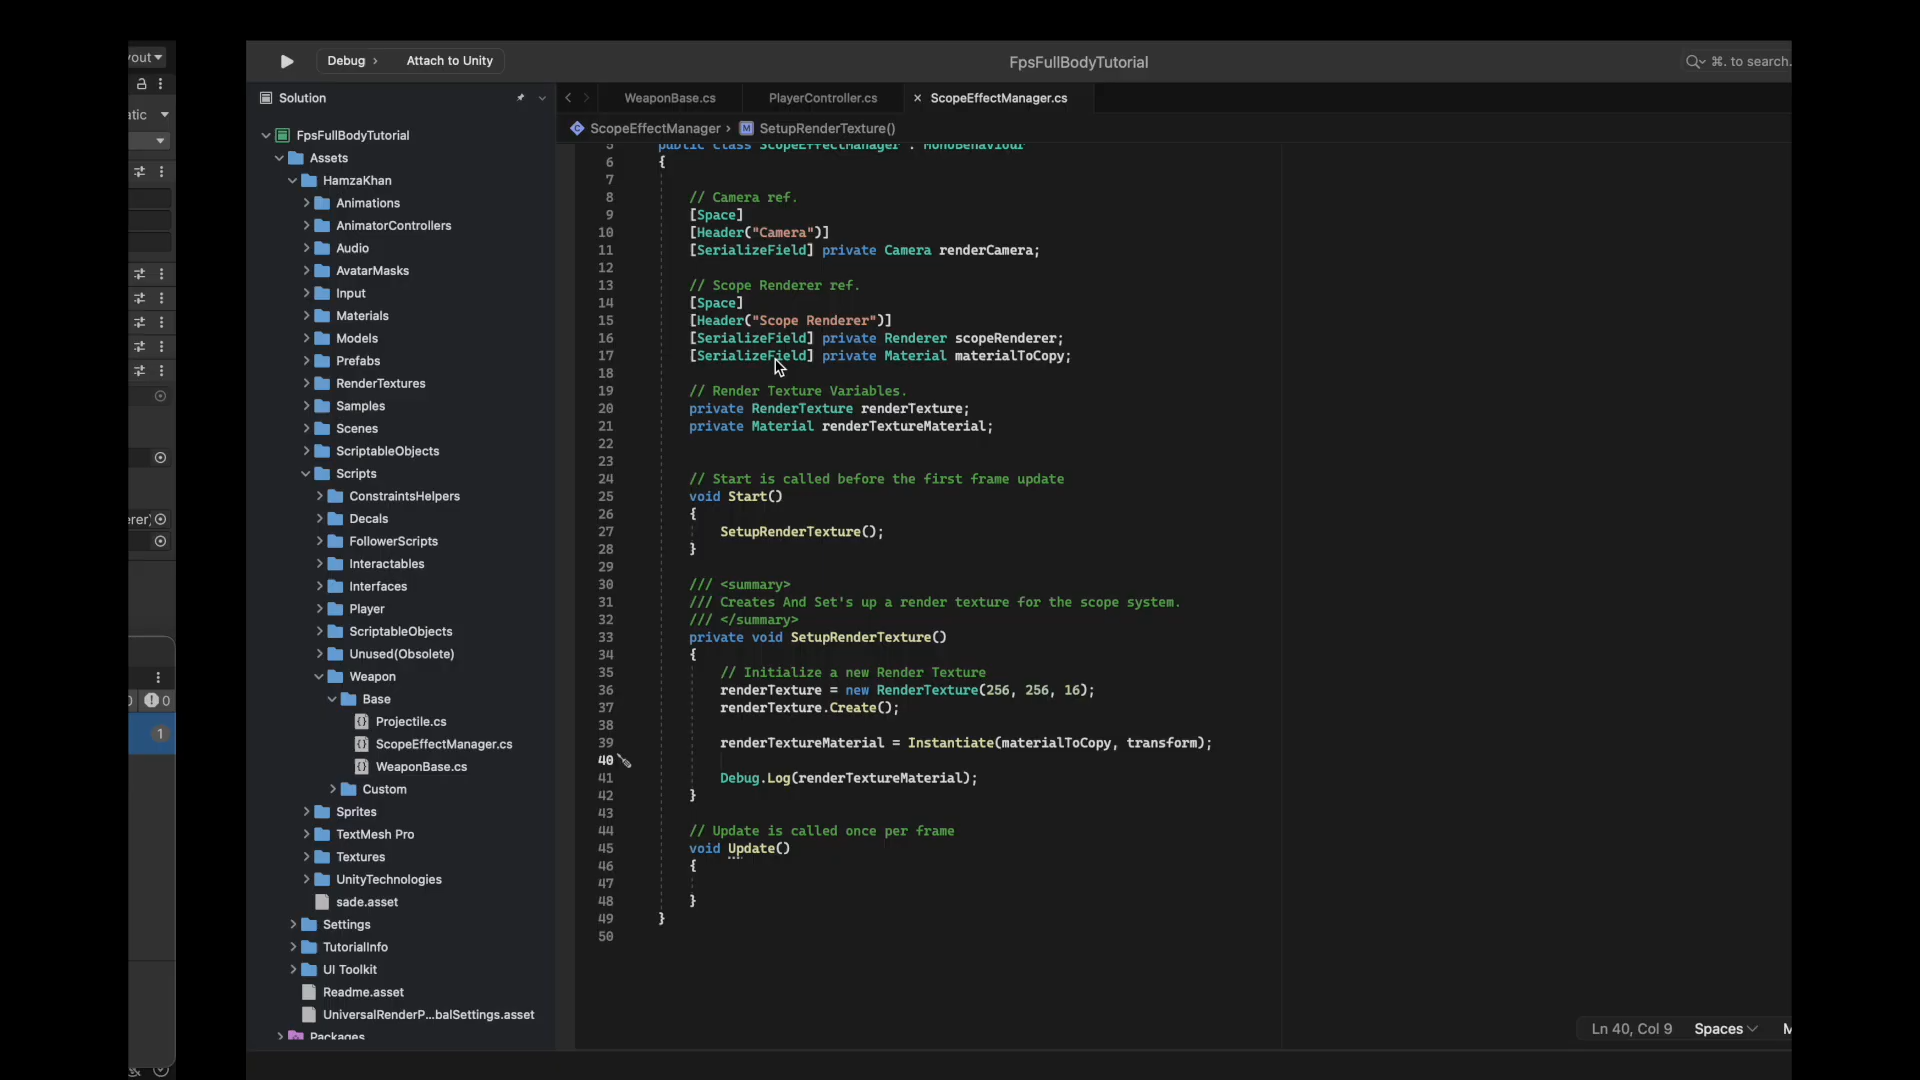 yout
Debug › Attach to Unity
FpsFullBodyTutorial
⌘. to search.
Solution
WeaponBase.cs
PlayerController.cs
× ScopeEffectManager.cs
ScopeEffectManager › M SetupRenderTexture()
FpsFullBodyTutorial
Assets
HamzaKhan
Animations
AnimatorControllers
Audio
AvatarMasks
Input
Materials
Models
Prefabs
RenderTextures
Samples
Scenes
ScriptableObjects
Scripts
ConstraintsHelpers
Decals
FollowerScripts
Interactables
Interfaces
Player
ScriptableObjects
Unused(Obsolete)
Weapon
Base
Projectile.cs
ScopeEffectManager.cs
WeaponBase.cs
Custom
Sprites
TextMesh Pro
Textures
UnityTechnologies
sade.asset
Settings
TutorialInfo
UI Toolkit
Readme.asset
UniversalRenderP...balSettings.asset
Packages
tic
erer)
0
1
5 public class ScopeEffectManager : MonoBehaviour
6 {
7
8 // Camera ref.
9 [Space]
10 [Header("Camera")]
11 [SerializeField] private Camera renderCamera;
12
13 // Scope Renderer ref.
14 [Space]
15 [Header("Scope Renderer")]
16 [SerializeField] private Renderer scopeRenderer;
17 [SerializeField] private Material materialToCopy;
18
19 // Render Texture Variables.
20 private RenderTexture renderTexture;
21 private Material renderTextureMaterial;
22
23
24 // Start is called before the first frame update
25 void Start()
26 {
27 SetupRenderTexture();
28 }
29
30 /// <summary>
31 /// Creates And Set's up a render texture for the scope system.
32 /// </summary>
33 private void SetupRenderTexture()
34 {
35 // Initialize a new Render Texture
36 renderTexture = new RenderTexture(256, 256, 16);
37 renderTexture.Create();
38
39 renderTextureMaterial = Instantiate(materialToCopy, transform);
40
41 Debug.Log(renderTextureMaterial);
42 }
43
44 // Update is called once per frame
45 void Update()
46 {
47
48 }
49 }
50
Ln 40, Col 9 Spaces